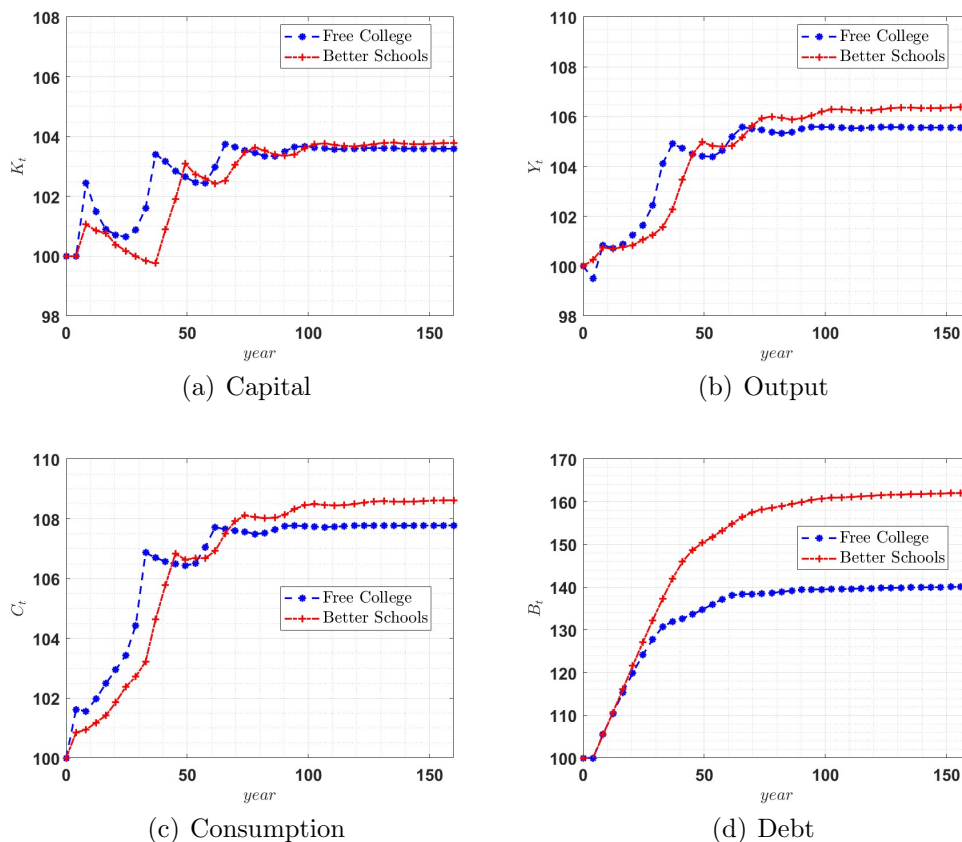 108
106
104
102
100
98
K_t
Free College
Better Schools
0
50
100
150
year
(a) Capital
110
108
106
104
102
100
98
Y_t
Free College
Better Schools
0
50
100
150
year
(b) Output
110
108
106
104
102
100
C_t
Free College
Better Schools
0
50
100
150
year
(c) Consumption
170
160
150
140
130
120
110
100
B_t
Free College
Better Schools
0
50
100
150
year
(d) Debt